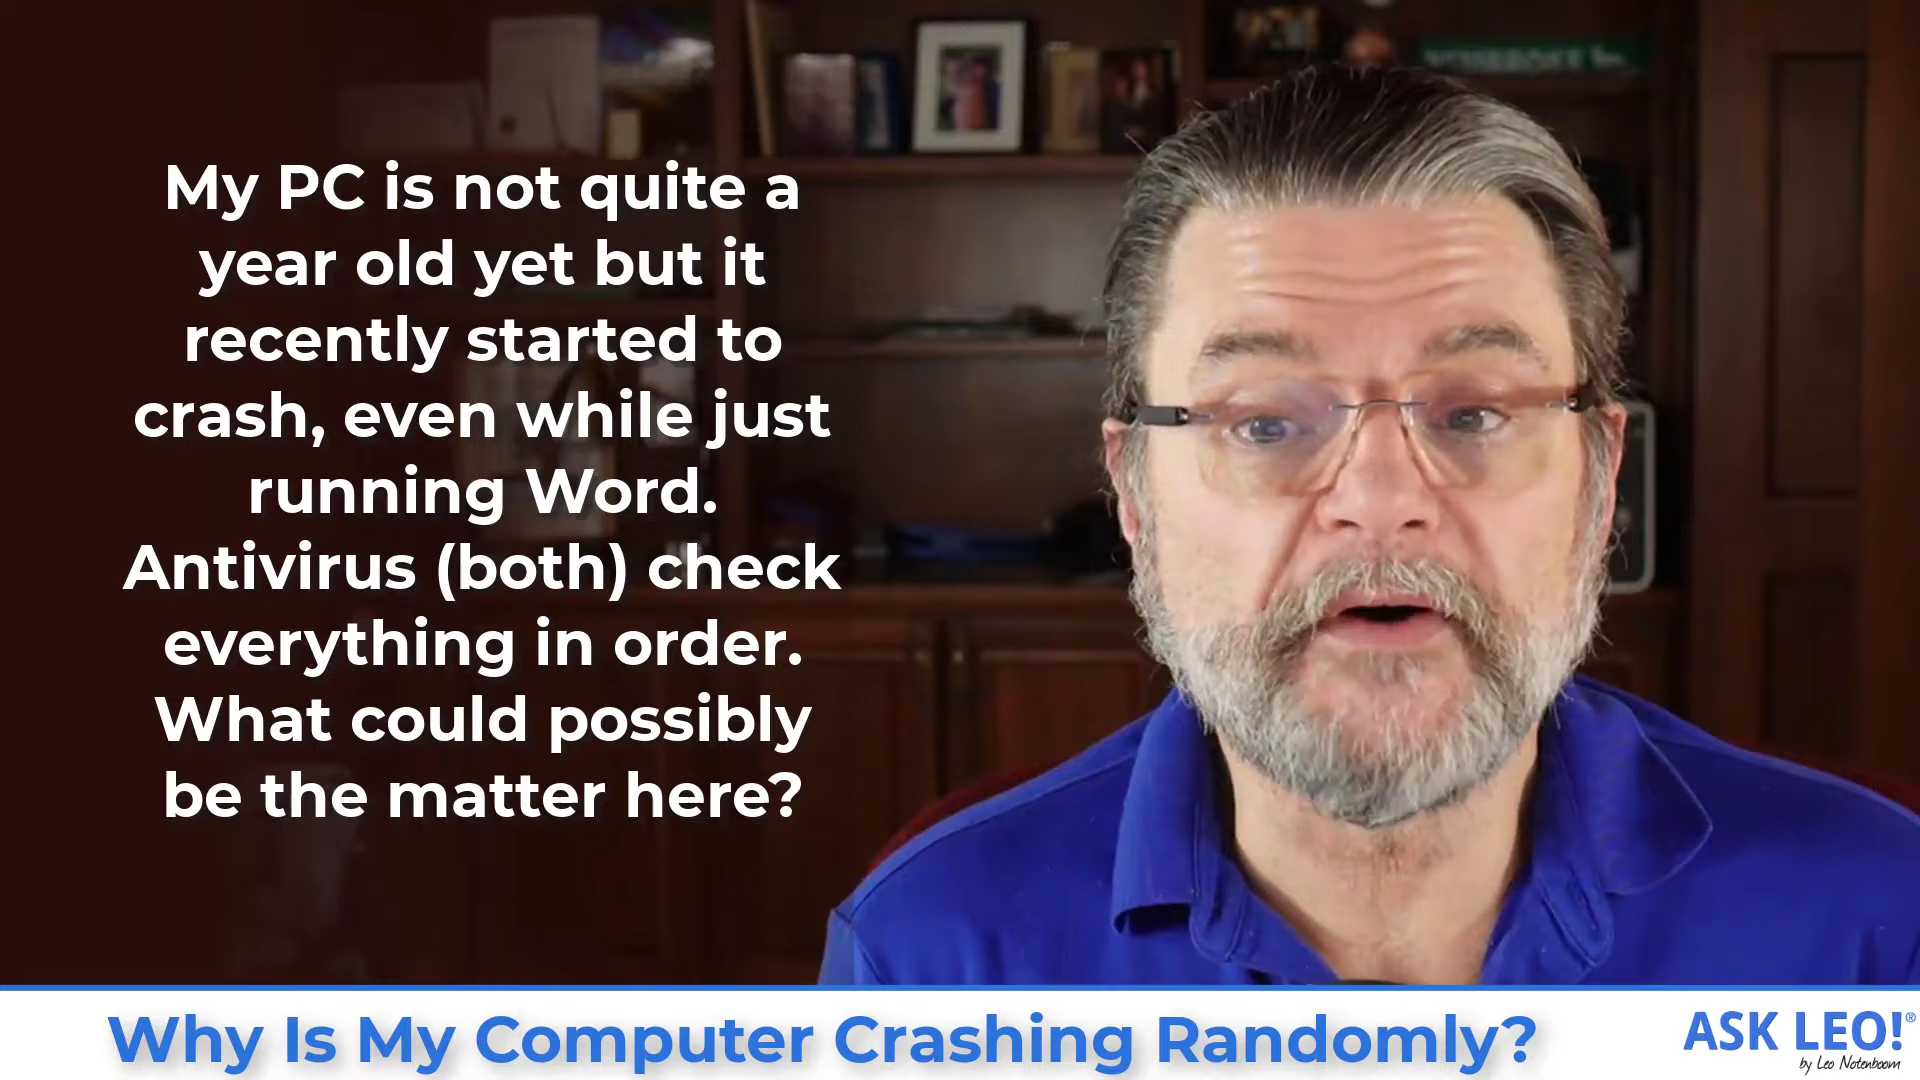 My PC is not quite a
year old yet but it
recently started to
crash, even while just
running Word.
Antivirus (both) check
everything in order.
What could possibly
be the matter here?
Why Is My Computer Crashing Randomly?
ASK LEO!®
by Leo Notenboom